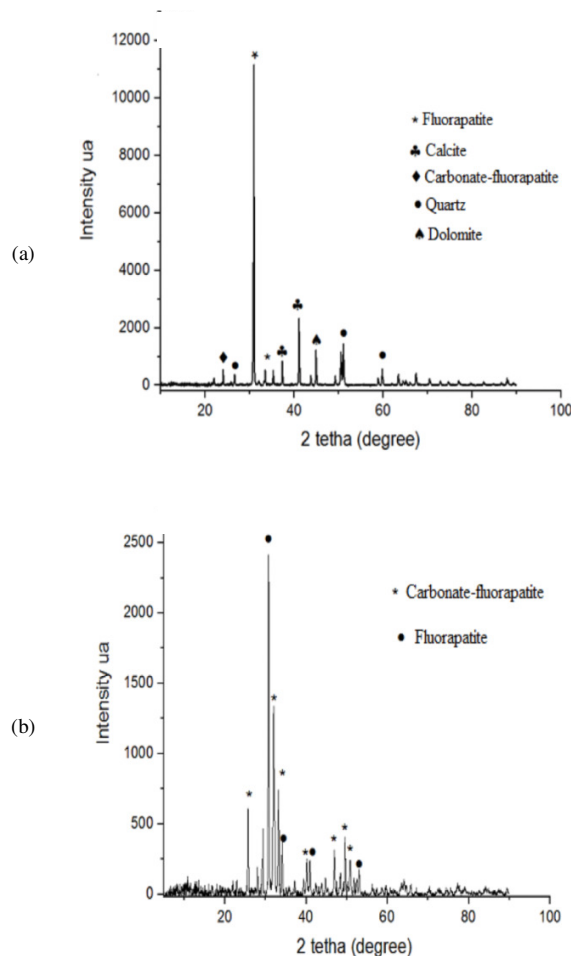 (a)
Intensity ua
12000
10000
8000
6000
4000
2000
0
* Fluorapatite
♣ Calcite
♦ Carbonate-fluorapatite
● Quartz
♠ Dolomite
20 40 60 80 100
2 tetha (degree)
(b)
Intensity ua
2500
2000
1500
1000
500
0
* Carbonate-fluorapatite
● Fluorapatite
20 40 60 80 100
2 tetha (degree)